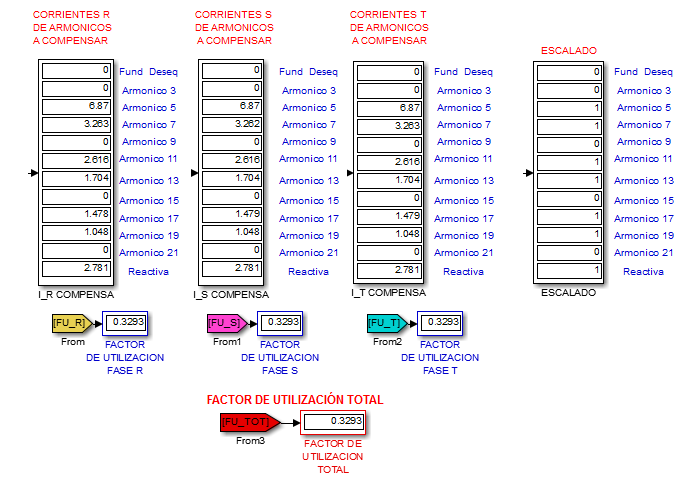 CORRIENTES R
DE ARMONICOS
A COMPENSAR
CORRIENTES S
DE ARMONICOS
A COMPENSAR
CORRIENTES T
DE ARMONICOS
A COMPENSAR
ESCALADO
0 Fund Deseq
0 Armonico 3
6.87 Armonico 5
3.263 Armonico 7
0 Armonico 9
2.616 Armonico 11
1.704 Armonico 13
0 Armonico 15
1.478 Armonico 17
1.048 Armonico 19
0 Armonico 21
2.781 Reactiva
I_R COMPENSA
0 Fund Deseq
0 Armonico 3
6.87 Armonico 5
3.262 Armonico 7
0 Armonico 9
2.616 Armonico 11
1.704 Armonico 13
0 Armonico 15
1.479 Armonico 17
1.048 Armonico 19
0 Armonico 21
2.781 Reactiva
I_S COMPENSA
0 Fund Deseq
0 Armonico 3
6.87 Armonico 5
3.263 Armonico 7
0 Armonico 9
2.616 Armonico 11
1.704 Armonico 13
0 Armonico 15
1.479 Armonico 17
1.048 Armonico 19
0 Armonico 21
2.781 Reactiva
I_T COMPENSA
0 Fund Deseq
0 Armonico 3
1 Armonico 5
1 Armonico 7
0 Armonico 9
1 Armonico 11
1 Armonico 13
0 Armonico 15
1 Armonico 17
1 Armonico 19
0 Armonico 21
1 Reactiva
ESCALADO
[FU_R] 0.3293
From
FACTOR
DE UTILIZACION
FASE R
[FU_S] 0.3293
From1
FACTOR
DE UTILIZACION
FASE S
[FU_T] 0.3293
From2
FACTOR
DE UTILIZACION
FASE T
FACTOR DE UTILIZACIÓN TOTAL
[FU_TOT] 0.3293
From3
FACTOR DE
UTILIZACION
TOTAL